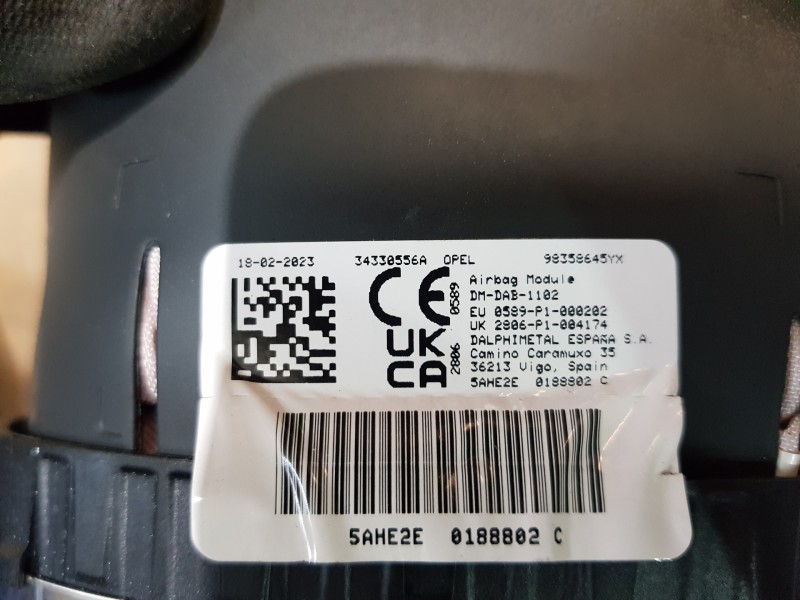 18-02-2023 34330556A OPEL 98358645YX
CE 0589
UK
CA 2806
Airbag Module
DM-DAB-1102
EU 0589-P1-000202
UK 2806-P1-004174
DALPHIMETAL ESPAÑA S.A.
Camino Caramuxo 35
36213 Vigo, Spain
5AHE2E 0188802 C
5AHE2E 0188802 C